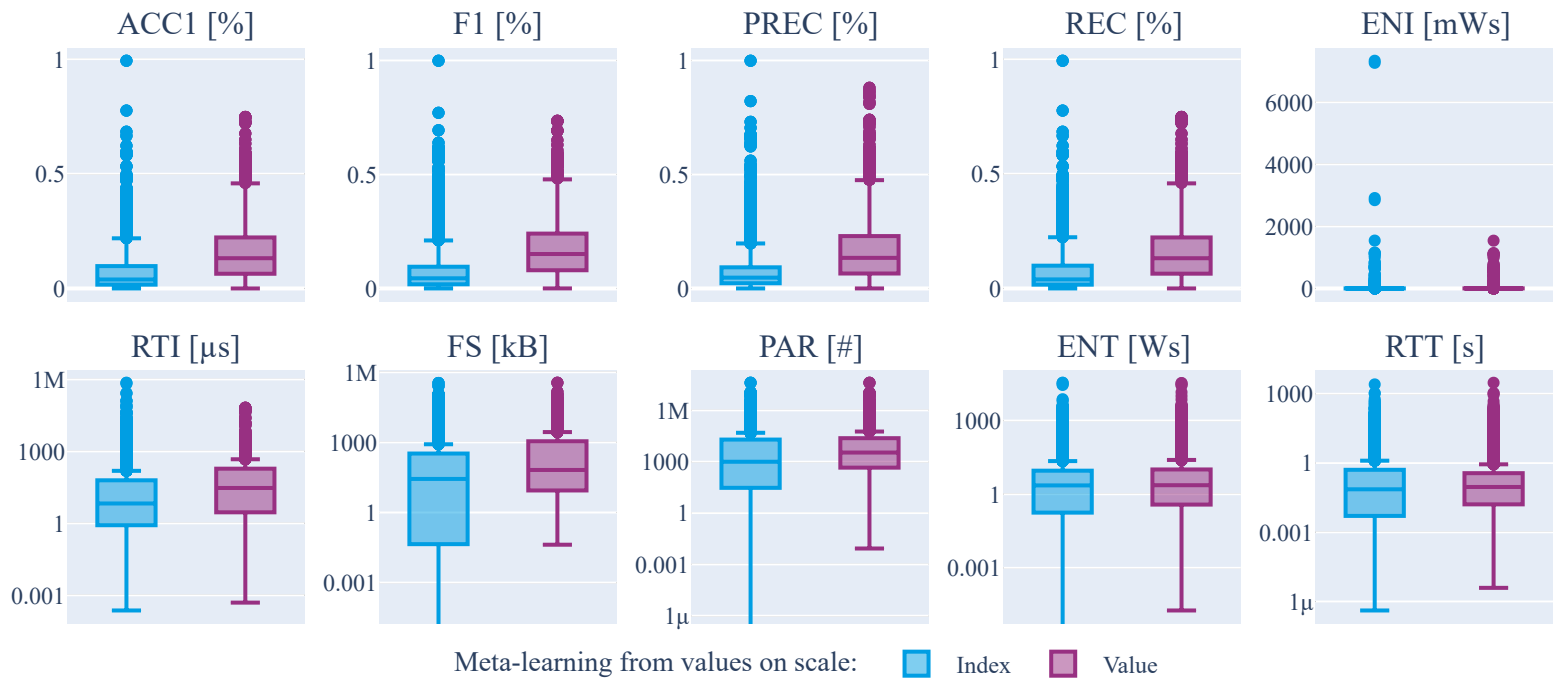 ACC1 [%]
F1 [%]
PREC [%]
REC [%]
ENI [mWs]
1
0.5
0
1
0.5
0
1
0.5
0
1
0.5
0
6000
4000
2000
0
RTI [µs]
FS [kB]
PAR [#]
ENT [Ws]
RTT [s]
1M
1000
1
0.001
1M
1000
1
0.001
1M
1000
1
0.001
1µ
1000
1
0.001
1000
1
0.001
1µ
Meta-learning from values on scale:
Index
Value